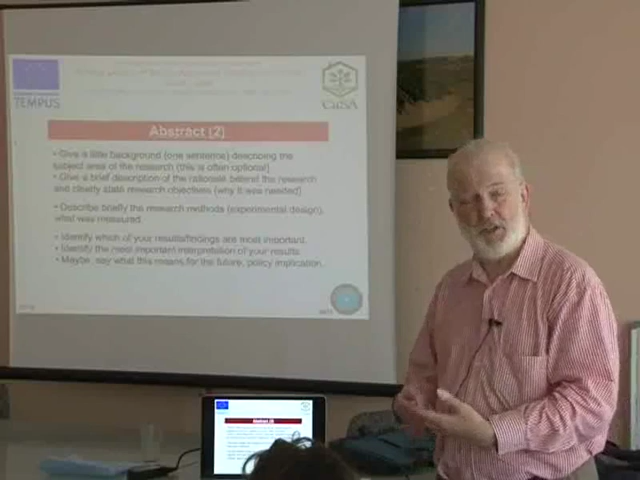 TEMPUS
CaSA
Abstract (2)
• Give a little background (one sentence) describing the
subject area of the research (this is often optional)
• Give a brief description of the rationale behind the research
and clearly state research objectives (why it was needed)
• Describe briefly the research methods (experimental design),
what was measured.
• Identify which of your results/findings are most important.
• Identify the most important interpretation of your results.
• Maybe, say what this means for the future, policy implication.
Abstract (2)